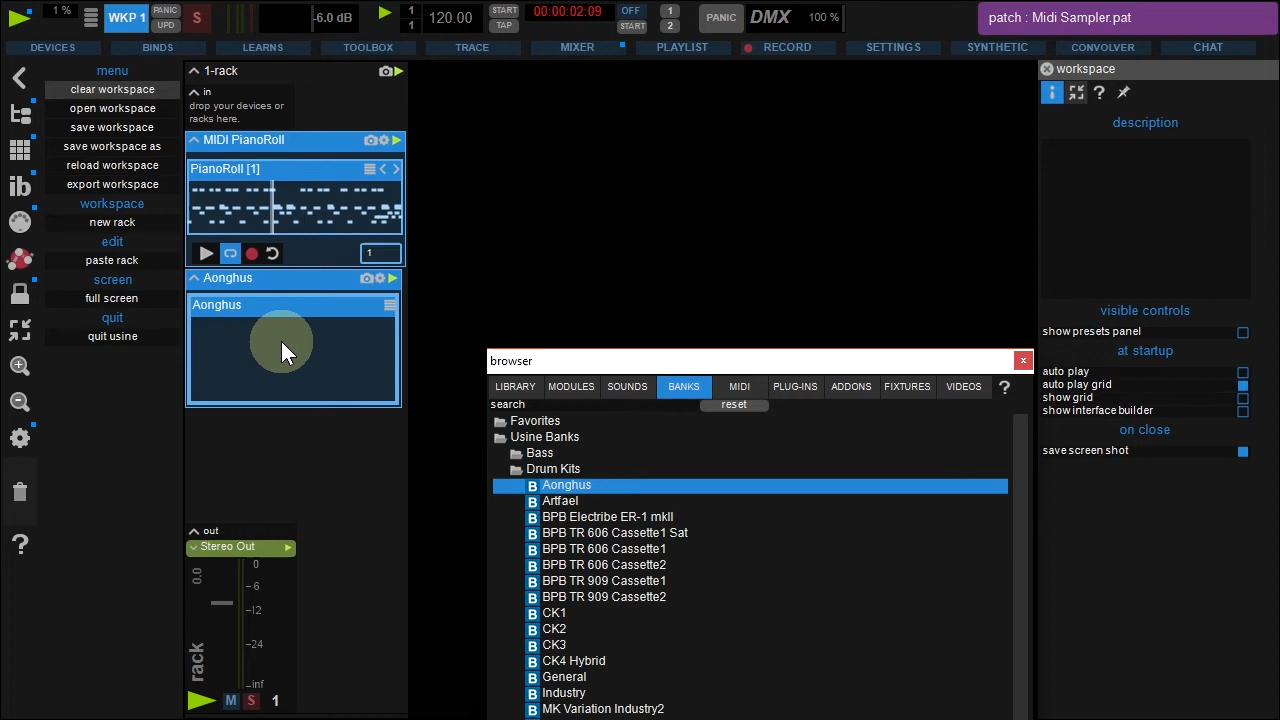 1 %
WKP 1
PANIC
UPD
S
-6.0 dB
1
1
120.00
START
TAP
00:00:02:09
OFF
START
1
2
PANIC
DMX
100 %
patch : Midi Sampler.pat
DEVICES
BINDS
LEARNS
TOOLBOX
TRACE
MIXER
PLAYLIST
RECORD
SETTINGS
SYNTHETIC
CONVOLVER
CHAT
menu
clear workspace
open workspace
save workspace
save workspace as
reload workspace
export workspace
workspace
new rack
edit
paste rack
screen
full screen
quit
quit usine
ib
?
1-rack
in
drop your devices or
racks here.
MIDI PianoRoll
PianoRoll [1]
1
Aonghus
Aonghus
out
Stereo Out
0.0
0
-6
-12
-24
-inf
rack
M
S
1
browser
x
LIBRARY
MODULES
SOUNDS
BANKS
MIDI
PLUG-INS
ADDONS
FIXTURES
VIDEOS
?
search
reset
Favorites
Usine Banks
Bass
Drum Kits
B Aonghus
B Artfael
B BPB Electribe ER-1 mkII
B BPB TR 606 Cassette1 Sat
B BPB TR 606 Cassette1
B BPB TR 606 Cassette2
B BPB TR 909 Cassette1
B BPB TR 909 Cassette2
B CK1
B CK2
B CK3
B CK4 Hybrid
B General
B Industry
B MK Variation Industry2
workspace
i
?
description
visible controls
show presets panel
at startup
auto play
auto play grid
show grid
show interface builder
on close
save screen shot